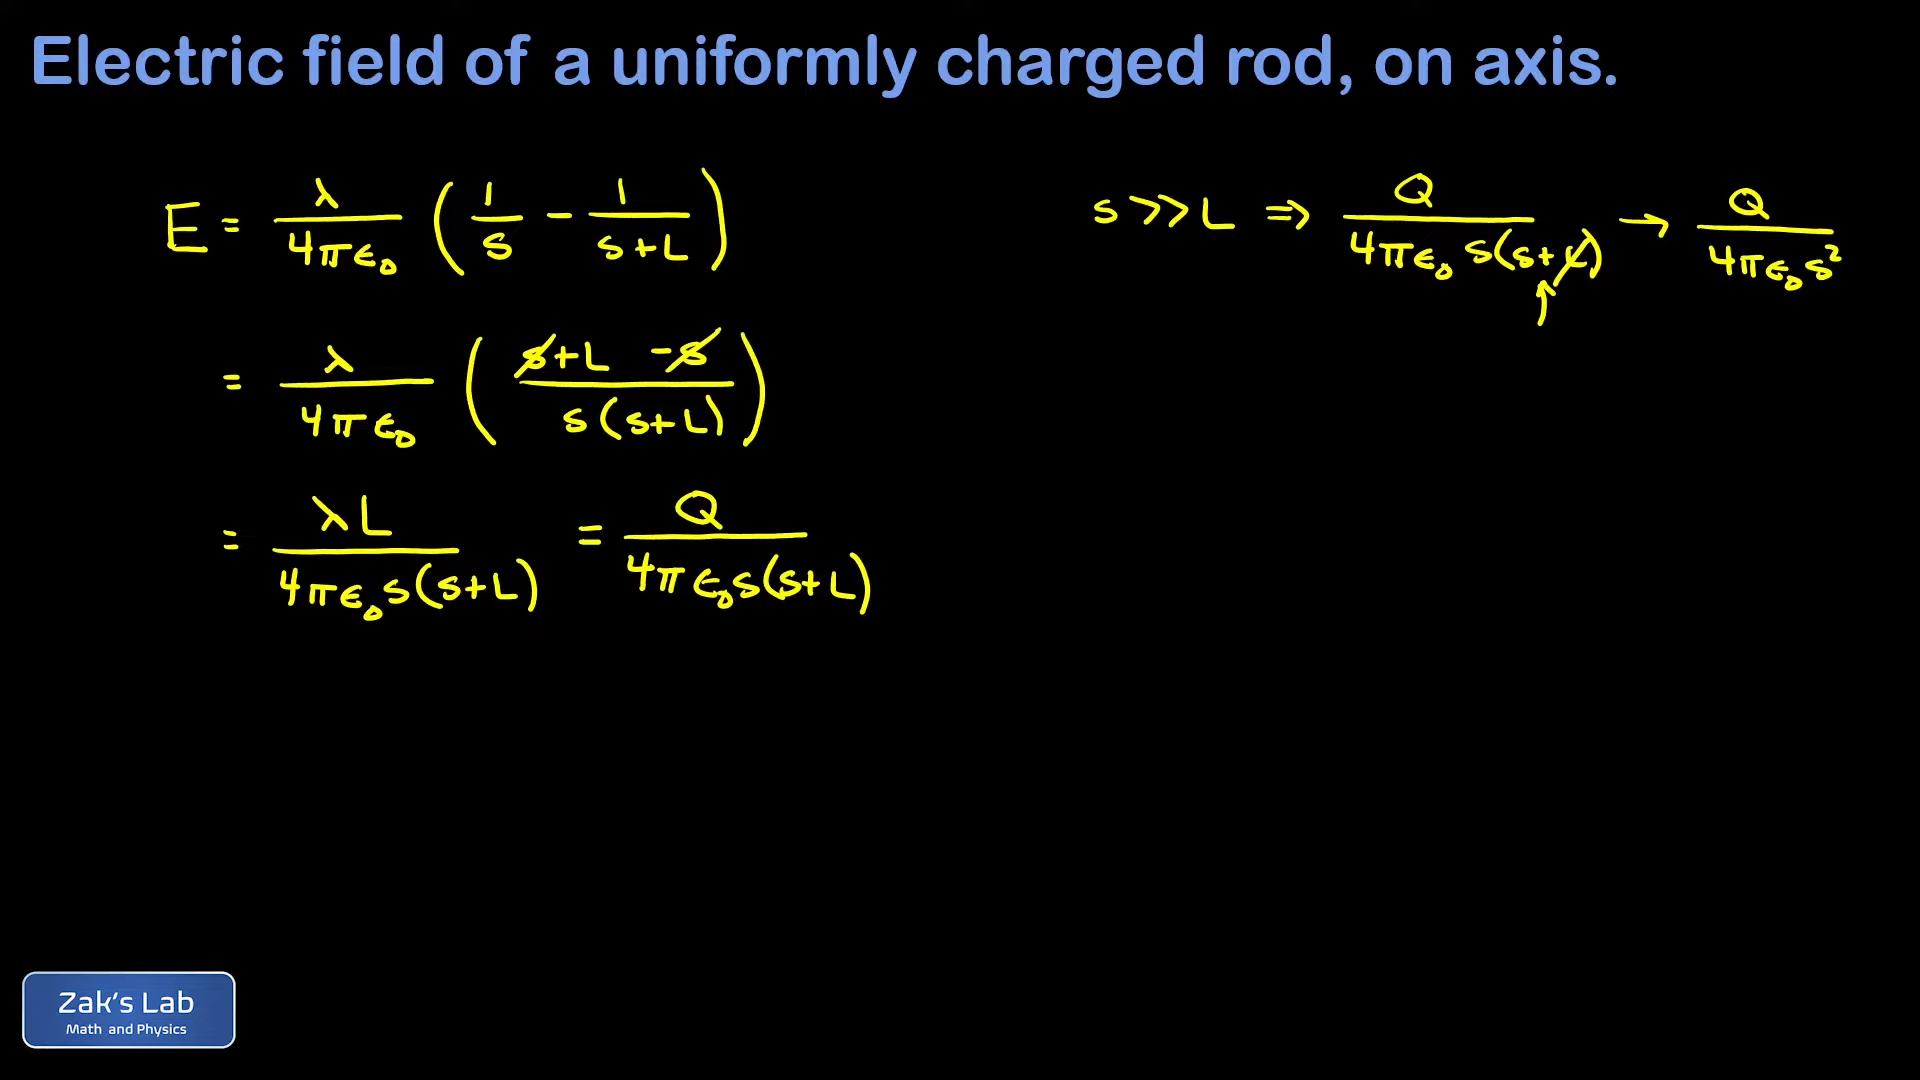 Electric field of a uniformly charged rod, on axis.
E = λ/4πϵ₀ (1/s − 1/s+L)
= λ/4πϵ₀ (s+L −s / s(s+L))
= λL/4πϵ₀s(s+L) = Q/4πϵ₀s(s+L)
s >> L ⇒ Q/4πϵ₀ s(s+L) → Q/4πϵ₀s²
Zak's Lab
Math and Physics